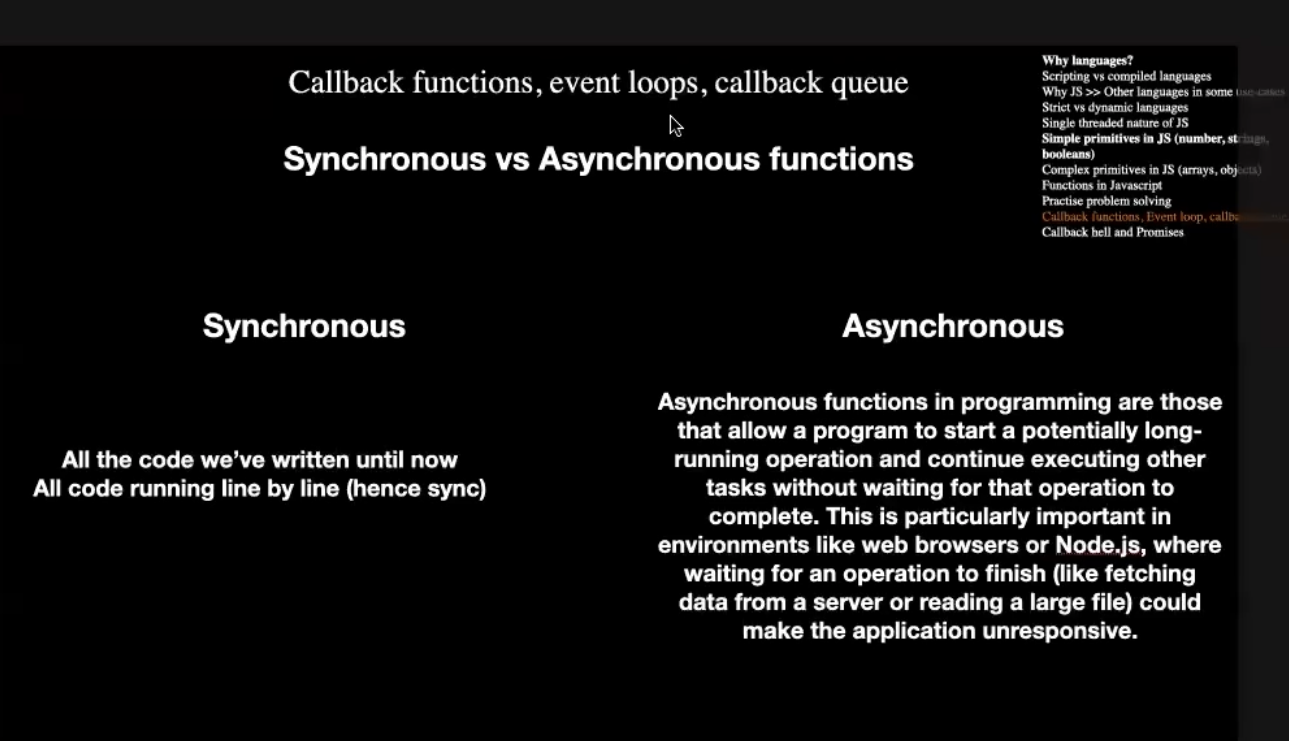 Callback functions, event loops, callback queue
Synchronous vs Asynchronous functions
Why languages?
Scripting vs compiled languages
Why JS >> Other languages in some use-cases
Strict vs dynamic languages
Single threaded nature of JS
Simple primitives in JS (number, strings,
booleans)
Complex primitives in JS (arrays, objects)
Functions in Javascript
Practise problem solving
Callback functions, Event loop,
Callback hell and Promises
Synchronous
All the code we've written until now
All code running line by line (hence sync)
Asynchronous
Asynchronous functions in programming are those
that allow a program to start a potentially long-
running operation and continue executing other
tasks without waiting for that operation to
complete. This is particularly important in
environments like web browsers or Node.js, where
waiting for an operation to finish (like fetching
data from a server or reading a large file) could
make the application unresponsive.